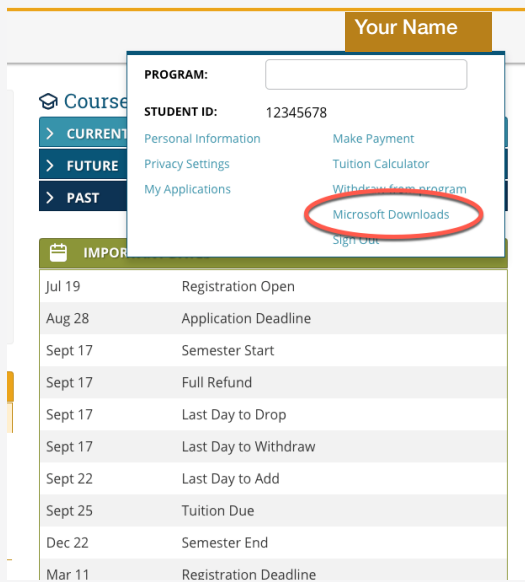 Your Name
PROGRAM:
STUDENT ID: 12345678
Personal Information Make Payment
Privacy Settings Tuition Calculator
My Applications Withdraw from program
Microsoft Downloads
Sign Out
Course
CURRENT
FUTURE
PAST
Jul 19 Registration Open
Aug 28 Application Deadline
Sept 17 Semester Start
Sept 17 Full Refund
Sept 17 Last Day to Drop
Sept 17 Last Day to Withdraw
Sept 22 Last Day to Add
Sept 25 Tuition Due
Dec 22 Semester End
Mar 11 Registration Deadline